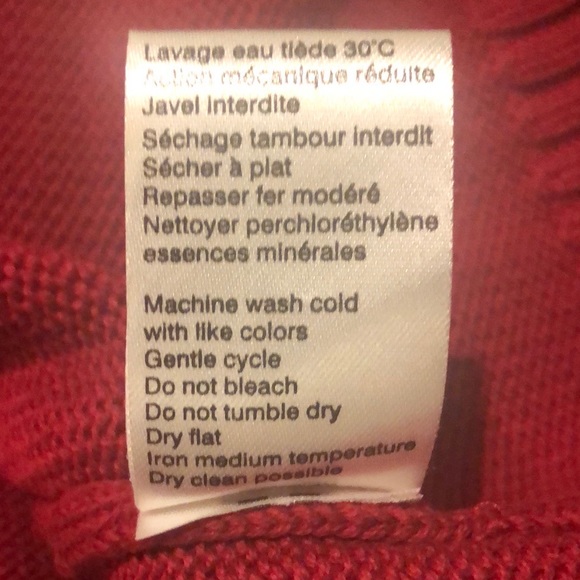 Lavage eau tiède 30°C
Action mécanique réduite
Javel Interdite
Séchage tambour interdit
Sécher à plat
Repasser fer modéré
Nettoyer perchloréthylène
essences minérales
Machine wash cold
with like colors
Gentle cycle
Do not bleach
Do not tumble dry
Dry flat
Iron medium temperature
Dry clean possible